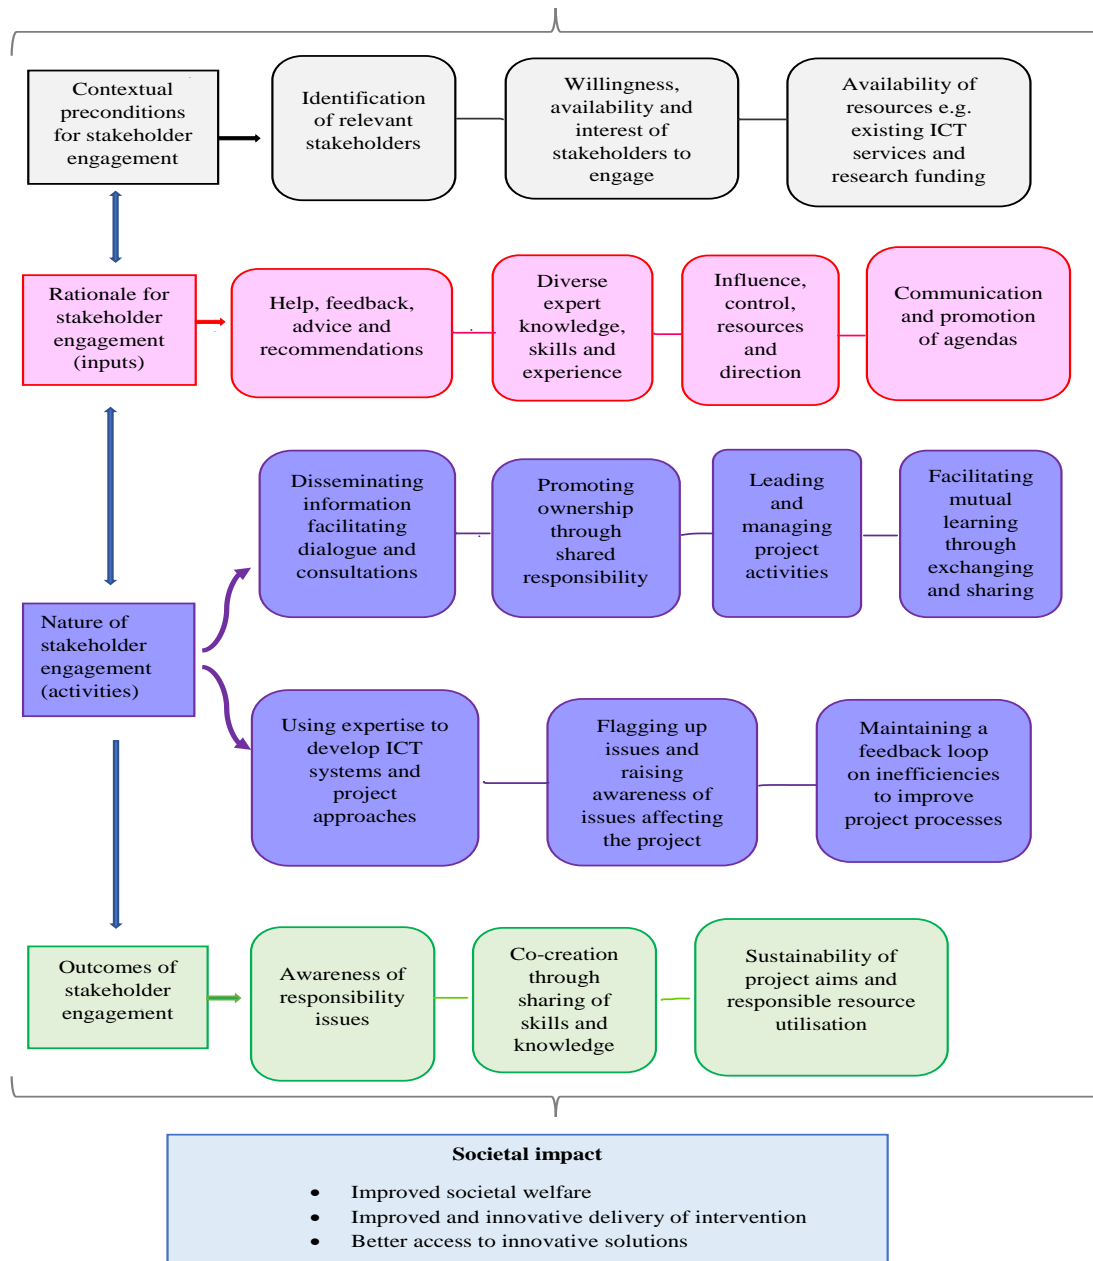 Contextual
preconditions
for stakeholder
engagement
Identification
of relevant
stakeholders
Willingness,
availability and
interest of
stakeholders to
engage
Availability of
resources e.g.
existing ICT
services and
research funding
Rationale for
stakeholder
engagement
(inputs)
Help, feedback,
advice and
recommendations
Diverse
expert
knowledge,
skills and
experience
Influence,
control,
resources
and
direction
Communication
and promotion
of agendas
Nature of
stakeholder
engagement
(activities)
Disseminating
information
facilitating
dialogue and
consultations
Promoting
ownership
through
shared
responsibility
Leading
and
managing
project
activities
Facilitating
mutual
learning
through
exchanging
and sharing
Using expertise to
develop ICT
systems and
project
approaches
Flagging up
issues and
raising
awareness of
issues affecting
the project
Maintaining a
feedback loop
on inefficiencies
to improve
project processes
Outcomes of
stakeholder
engagement
Awareness of
responsibility
issues
Co-creation
through
sharing of
skills and
knowledge
Sustainability of
project aims and
responsible resource
utilisation
Societal impact
• Improved societal welfare
• Improved and innovative delivery of intervention
• Better access to innovative solutions